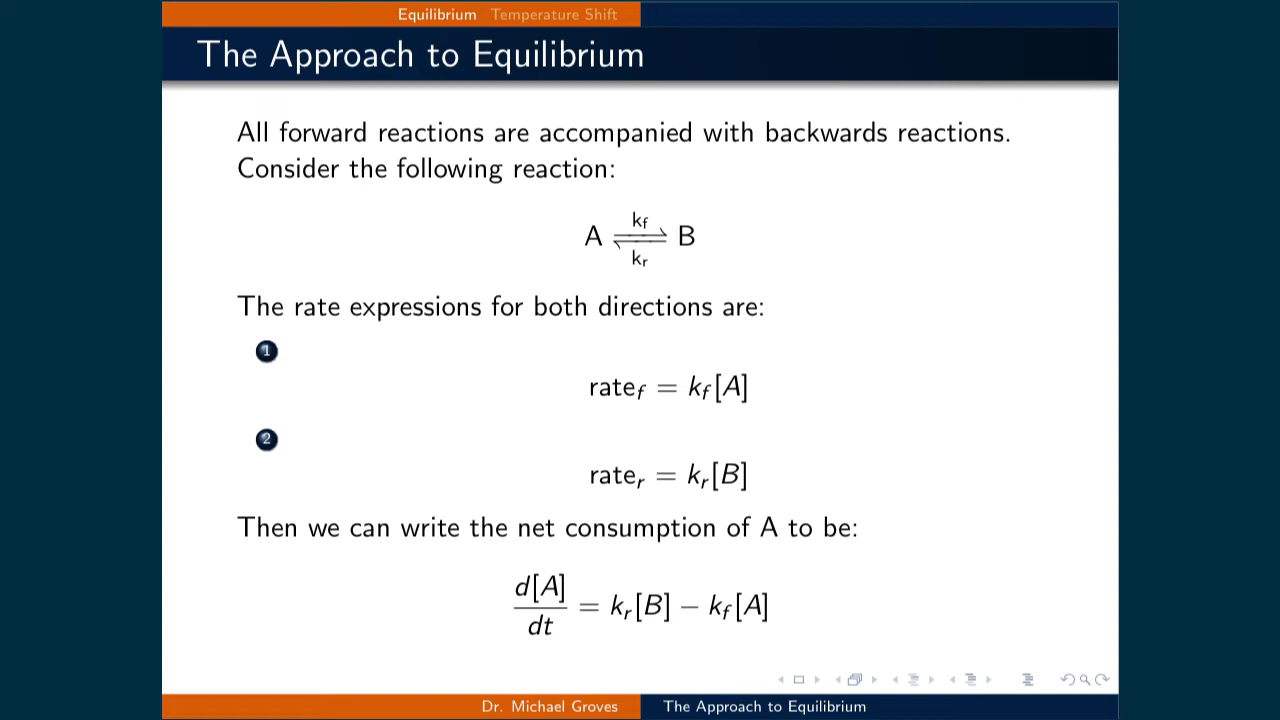 Equilibrium Temperature Shift
The Approach to Equilibrium
All forward reactions are accompanied with backwards reactions.
Consider the following reaction:
k_f
A ⇌ B
k_r
The rate expressions for both directions are:
1
rate_f = k_f[A]
2
rate_r = k_r[B]
Then we can write the net consumption of A to be:
d[A]/dt = k_r[B] − k_f[A]
Dr. Michael Groves The Approach to Equilibrium